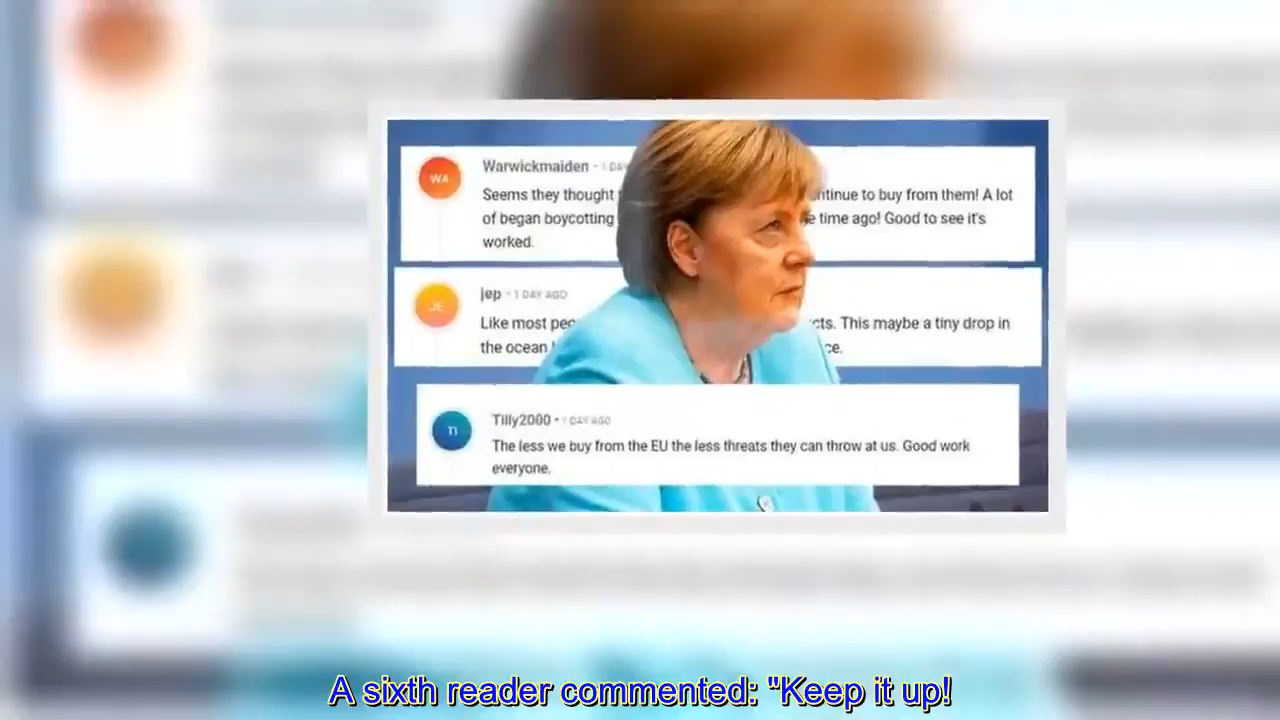 WA
Warwickmaiden •
Seems they thought
ntinue to buy from them! A lot
of began boycotting
e time ago! Good to see it's
worked.
JE
jep • 1 DAY AGO
Like most
cts. This maybe a tiny drop in
the ocean
ce.
TI
Tilly2000 • 1 DAY AGO
The less we buy from the EU the less threats they can throw at us. Good work
everyone.
A sixth reader commented: "Keep it up!